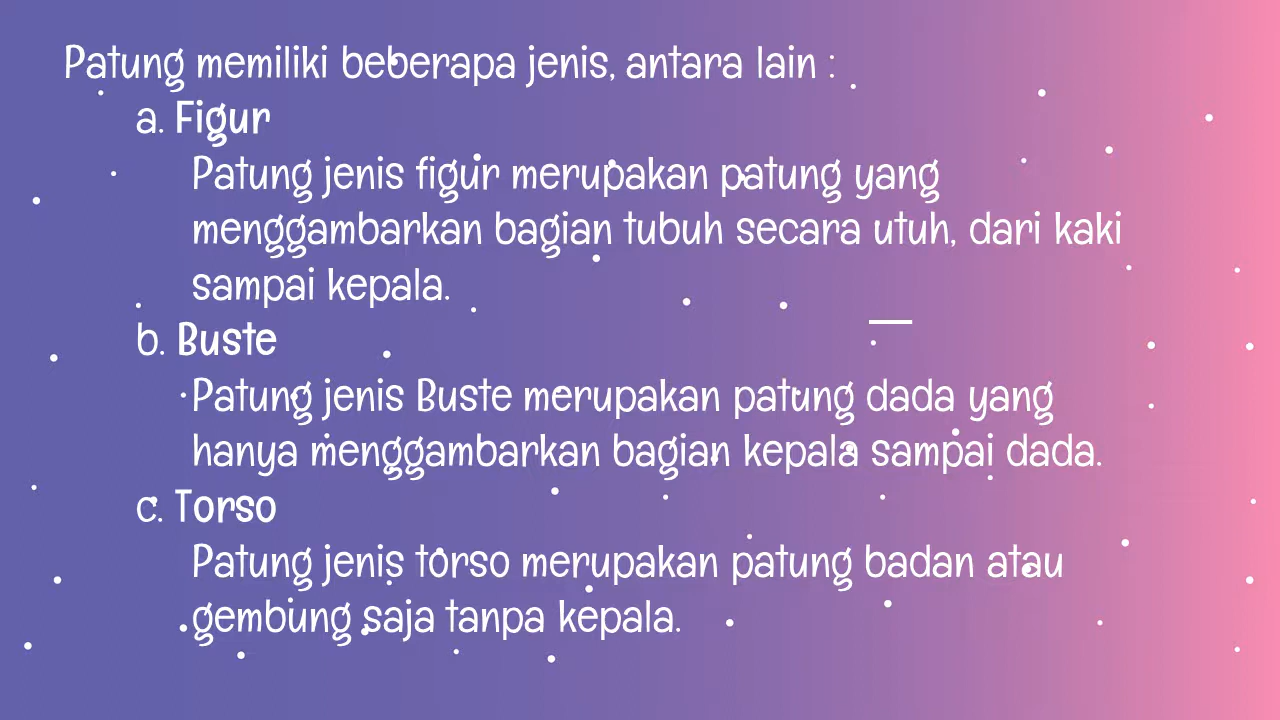 Patung memiliki beberapa jenis, antara lain :
a. Figur
Patung jenis figur merupakan patung yang
menggambarkan bagian tubuh secara utuh, dari kaki
sampai kepala.
b. Buste
Patung jenis Buste merupakan patung dada yang
hanya menggambarkan bagian kepala sampai dada.
c. Torso
Patung jenis torso merupakan patung badan atau
gembung saja tanpa kepala.